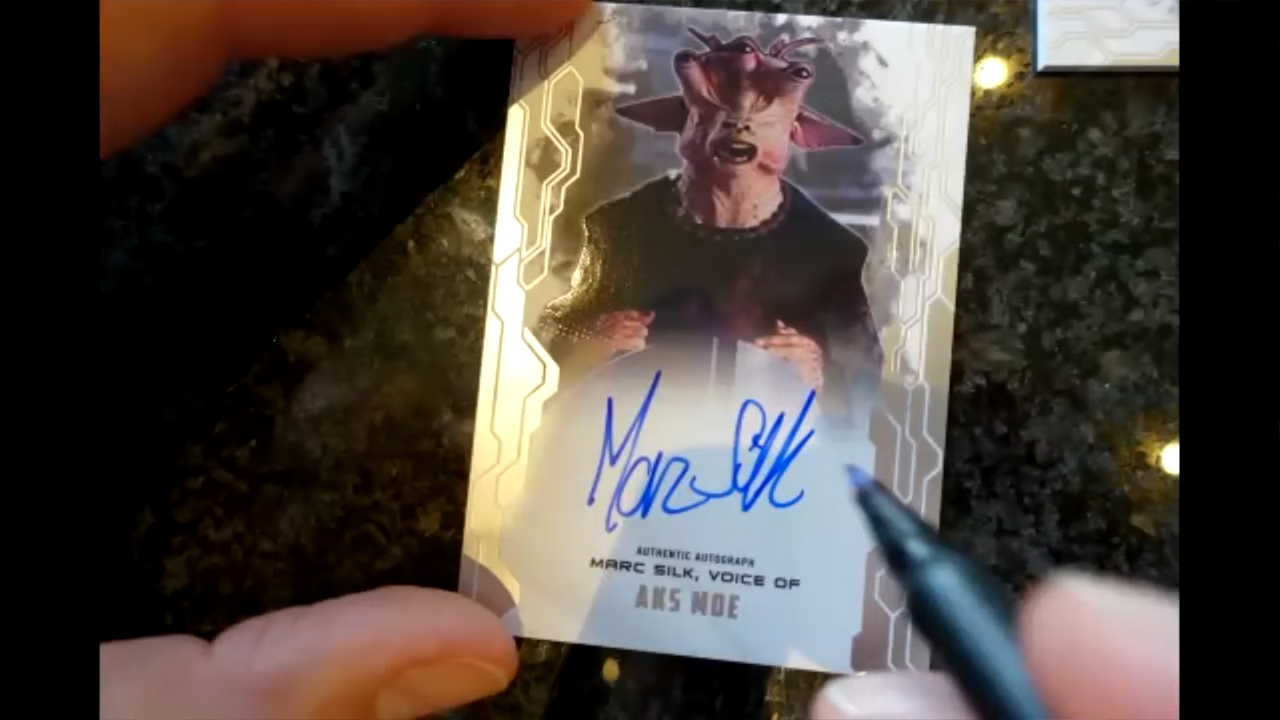 Marc Silk
AUTHENTIC AUTOGRAPH
MARC SILK, VOICE OF
AKS MOE